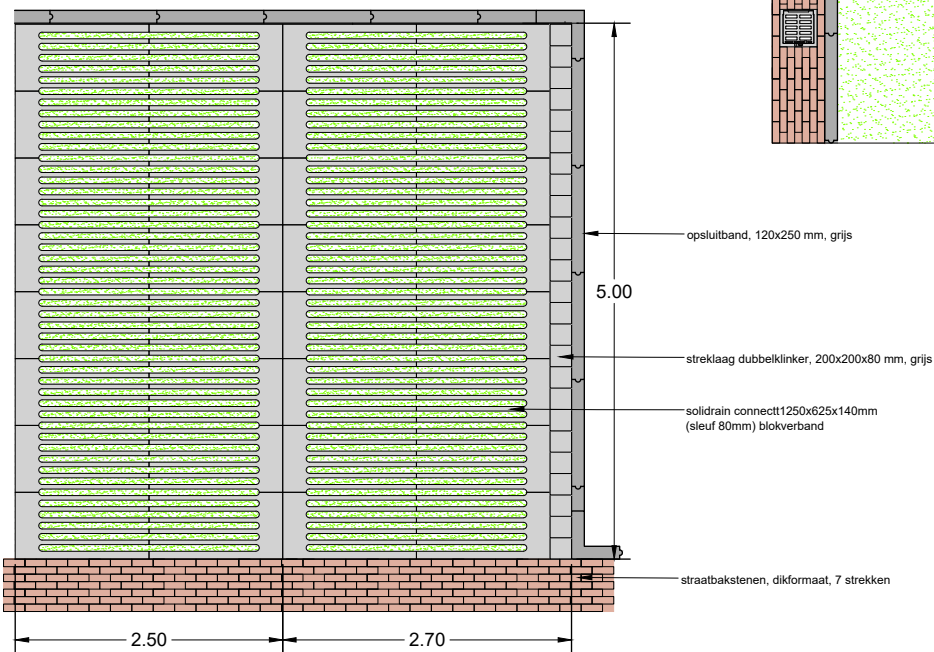 opsluitband, 120x250 mm, grijs
5.00
streklaag dubbelklinker, 200x200x80 mm, grijs
solidrain connectt1250x625x140mm
(sleuf 80mm) blokverband
straatbakstenen, dikformaat, 7 strekken
2.50
2.70